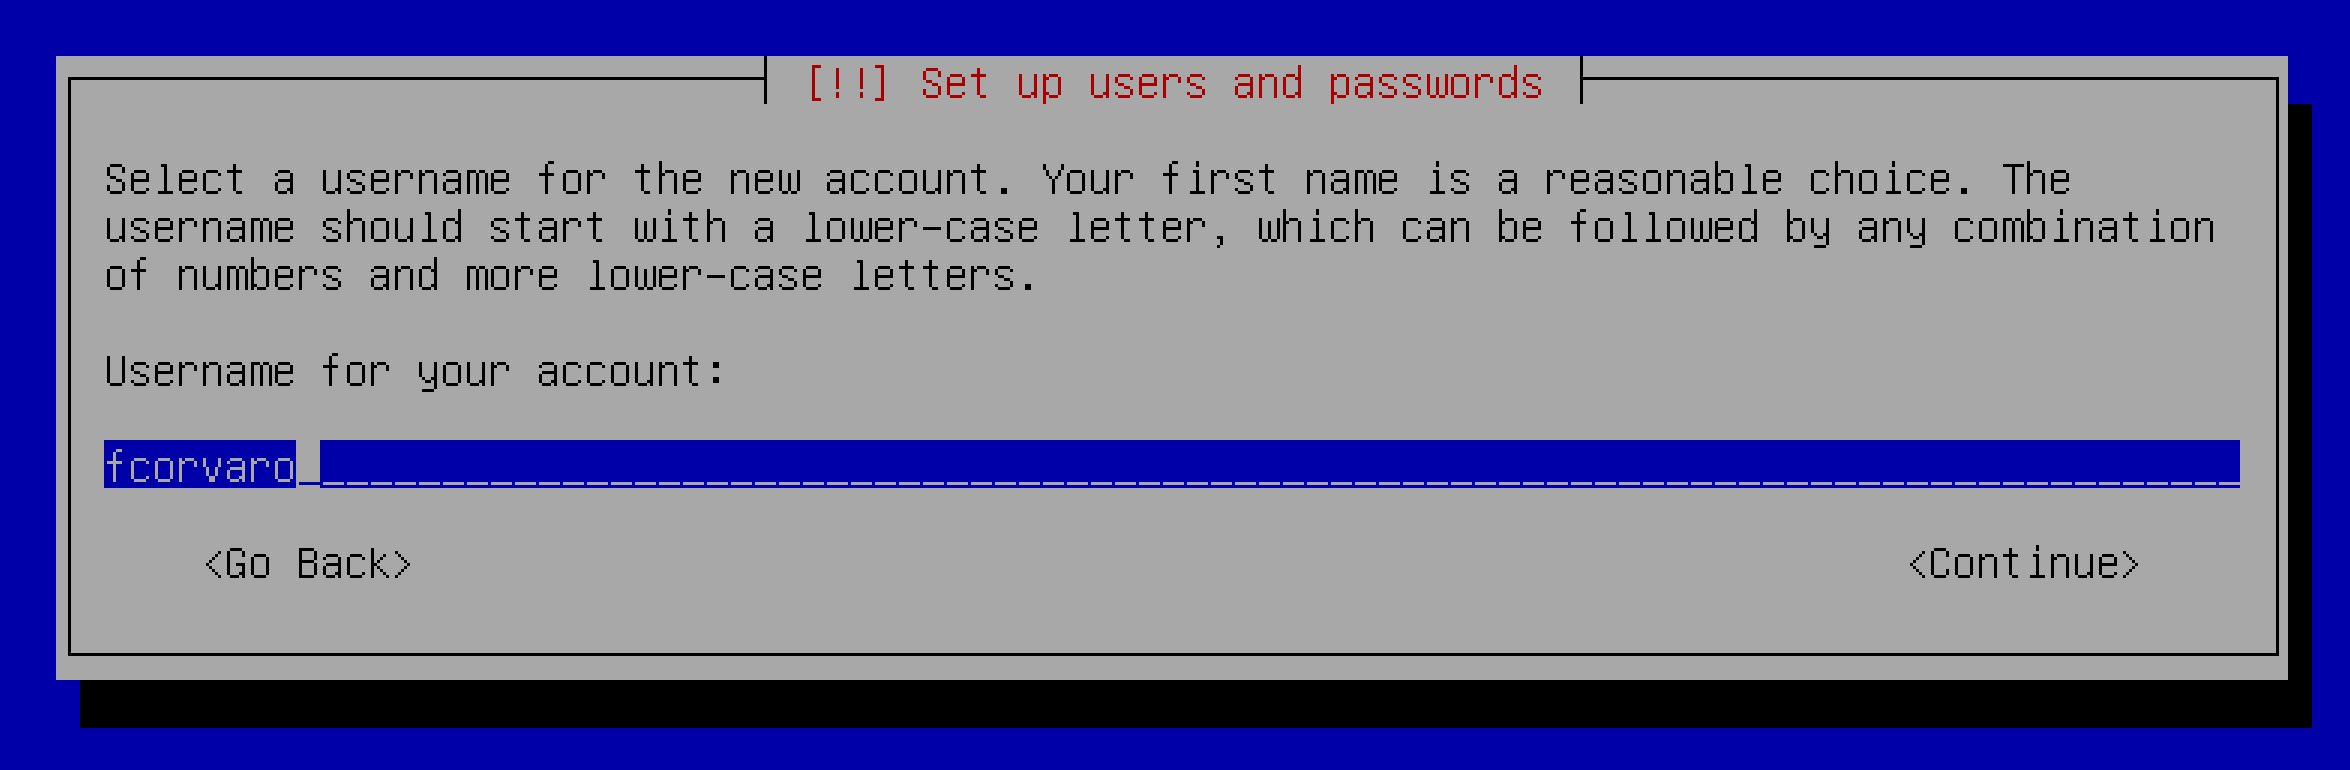 [!!] Set up users and passwords
Select a username for the new account. Your first name is a reasonable choice. The
username should start with a lower-case letter, which can be followed by any combination
of numbers and more lower-case letters.
Username for your account:
fcorvaro
<Go Back>
<Continue>